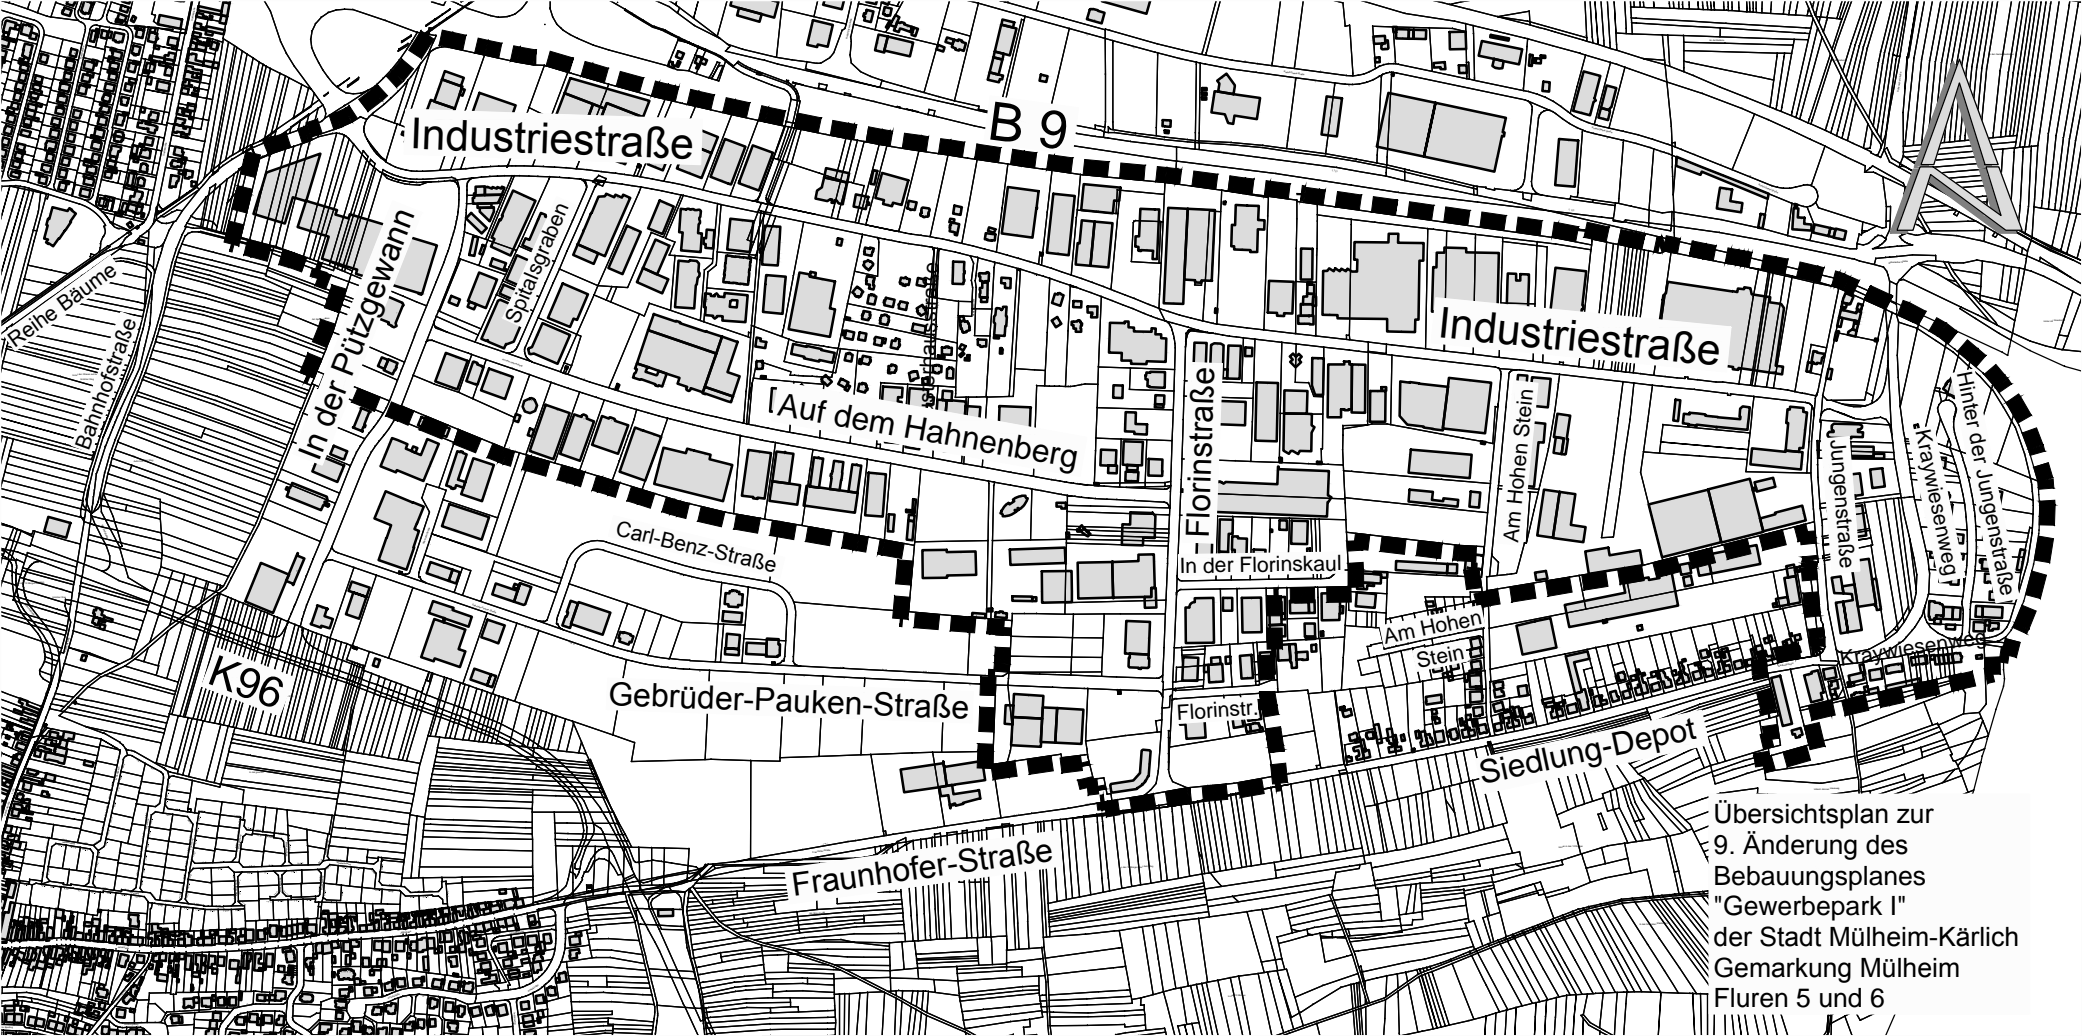 B 9
Industriestraße
In der Pützgewann
Spitalsgraben
Reihe Bäume
Bahnhofstraße
Industriestraße
Auf dem Hahnenberg
Florinstraße
Am Hohen Stein
Jungenstraße
Kraywiesenweg
Hinter der Jungenstraße
Carl-Benz-Straße
In der Florinskaul
Am Hohen
Stein
Kraywiesenweg
K96
Gebrüder-Pauken-Straße
Florinstr.
Siedlung-Depot
Fraunhofer-Straße
Übersichtsplan zur
9. Änderung des
Bebauungsplanes
"Gewerbepark I"
der Stadt Mülheim-Kärlich
Gemarkung Mülheim
Fluren 5 und 6